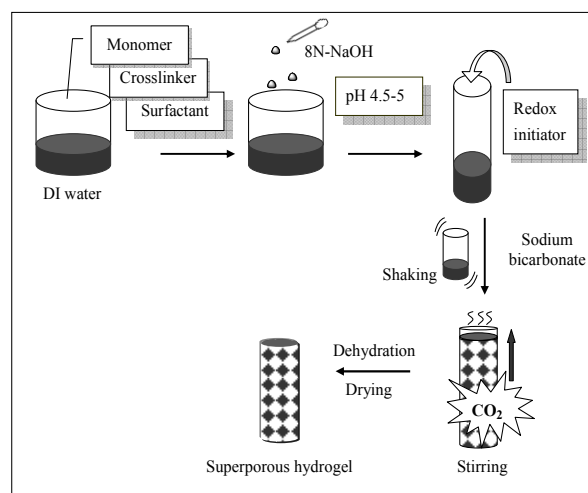 Monomer
Crosslinker
Surfactant
DI water
8N-NaOH
pH 4.5-5
Redox
initiator
Shaking
Sodium
bicarbonate
Dehydration
Drying
CO₂
Superporous hydrogel
Stirring